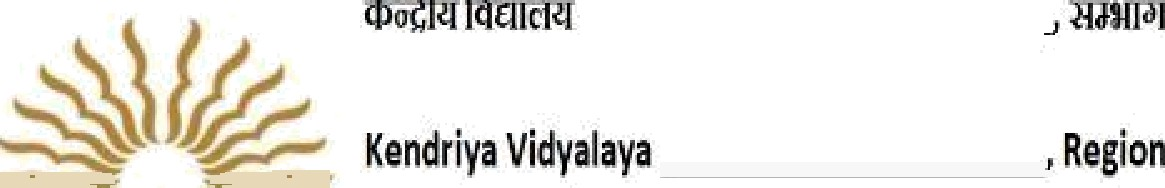 केन्द्रीय विद्यालय , सम्भाग
Kendriya Vidyalaya , Region